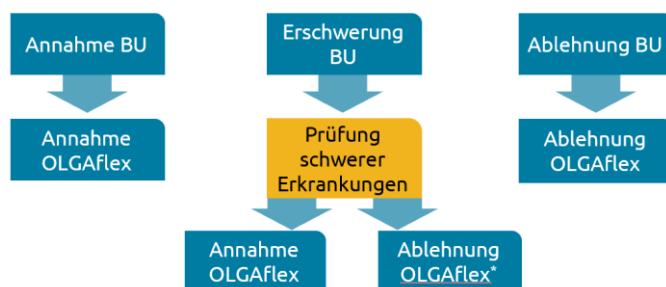 Annahme BU
Erschwerung
BU
Ablehnung BU
Annahme
OLGAflex
Prüfung
schwerer
Erkrankungen
Ablehnung
OLGAflex
Annahme
OLGAflex
Ablehnung
OLGAflex*